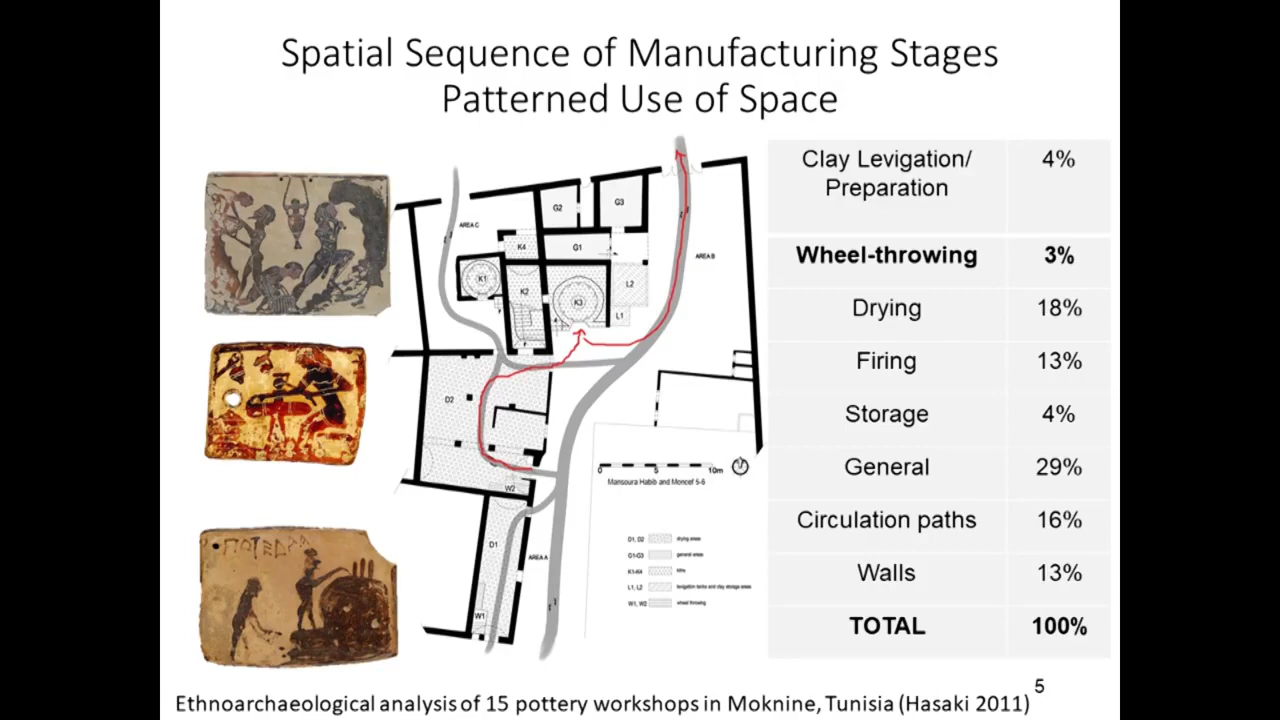 Spatial Sequence of Manufacturing Stages
Patterned Use of Space
AREA C
G2
G3
K4
G1
AREA B
K1
K2
K3
L2
L1
D2
W2
D1
AREA A
W1
0 5 10m
Mansoura Habib and Moncef 5-6
D1, D2 drying areas
G1-G3 general areas
K1-K4 kilns
L1, L2 levigation tanks and clay storage areas
W1, W2 wheel throwing
Clay Levigation/ 4%
Preparation
Wheel-throwing 3%
Drying 18%
Firing 13%
Storage 4%
General 29%
Circulation paths 16%
Walls 13%
TOTAL 100%
Ethnoarchaeological analysis of 15 pottery workshops in Moknine, Tunisia (Hasaki 2011)
5